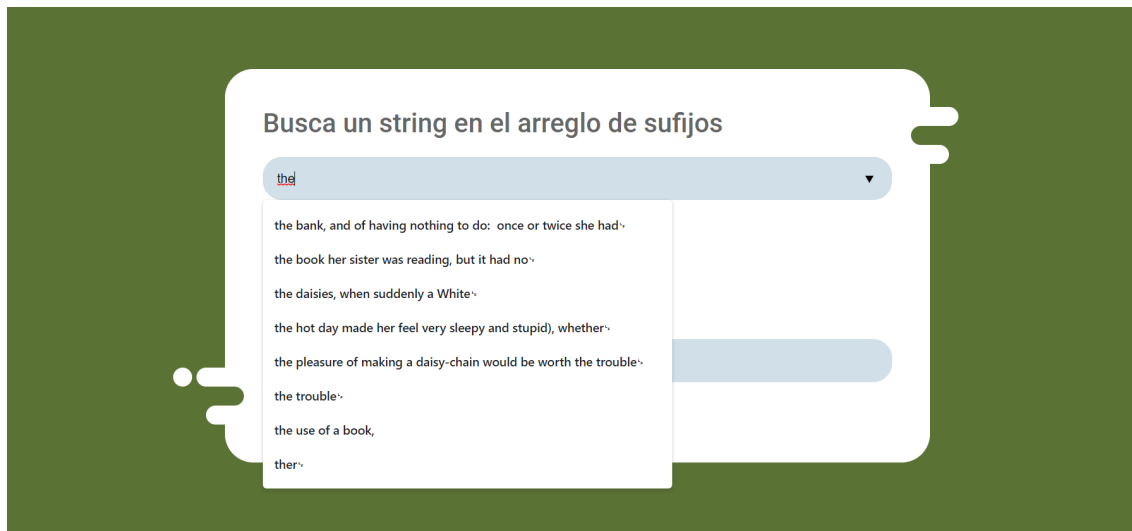 Busca un string en el arreglo de sufijos
the
the bank, and of having nothing to do:  once or twice she had␍
the book her sister was reading, but it had no␍
the daisies, when suddenly a White␍
the hot day made her feel very sleepy and stupid), whether␍
the pleasure of making a daisy-chain would be worth the trouble␍
the trouble␍
the use of a book,
ther␍